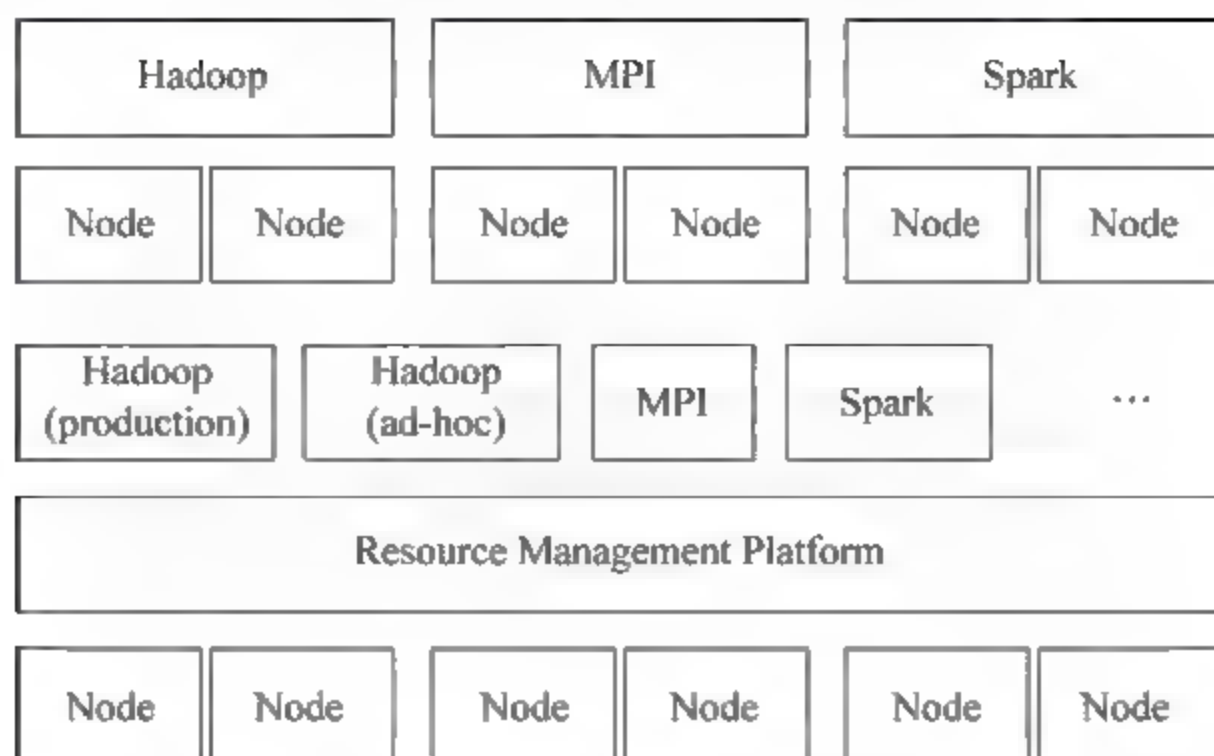 Hadoop MPI Spark
Node Node Node Node Node Node
Hadoop (production) Hadoop (ad-hoc) MPI Spark ...
Resource Management Platform
Node Node Node Node Node Node